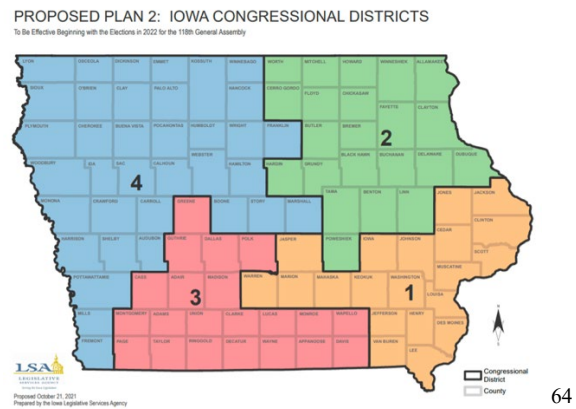 PROPOSED PLAN 2: IOWA CONGRESSIONAL DISTRICTS
To Be Effective Beginning with the Elections in 2022 for the 118th General Assembly
LYON OSCEOLA DICKINSON EMMET KOSSUTH WINNEBAGO WORTH MITCHELL HOWARD WINNESHIEK ALLAMAKEE
SIOUX O'BRIEN CLAY PALO ALTO HANCOCK CERRO GORDO FLOYD CHICKASAW
FAYETTE CLAYTON
PLYMOUTH CHEROKEE BUENA VISTA POCAHONTAS HUMBOLDT WRIGHT FRANKLIN BUTLER BREMER
2
WEBSTER BLACK HAWK BUCHANAN DELAWARE DUBUQUE
WOODBURY IDA SAC CALHOUN HAMILTON HARDIN GRUNDY
4
TAMA BENTON LINN JONES JACKSON
MONONA CRAWFORD CARROLL GREENE BOONE STORY MARSHALL
CLINTON
CEDAR
HARRISON SHELBY AUDUBON GUTHRIE DALLAS POLK JASPER POWESHIEK IOWA JOHNSON
SCOTT
MUSCATINE
POTTAWATTAMIE CASS ADAIR MADISON WARREN MARION MAHASKA KEOKUK WASHINGTON
LOUISA
3
1
MILLS MONTGOMERY ADAMS UNION CLARKE LUCAS MONROE WAPELLO JEFFERSON HENRY
DES MOINES
FREMONT PAGE TAYLOR RINGGOLD DECATUR WAYNE APPANOOSE DAVIS VAN BUREN
LEE
N
LSA
LEGISLATIVE
SERVICES AGENCY
Congressional
District
County
Proposed October 21, 2021
Prepared by the Iowa Legislative Services Agency
64